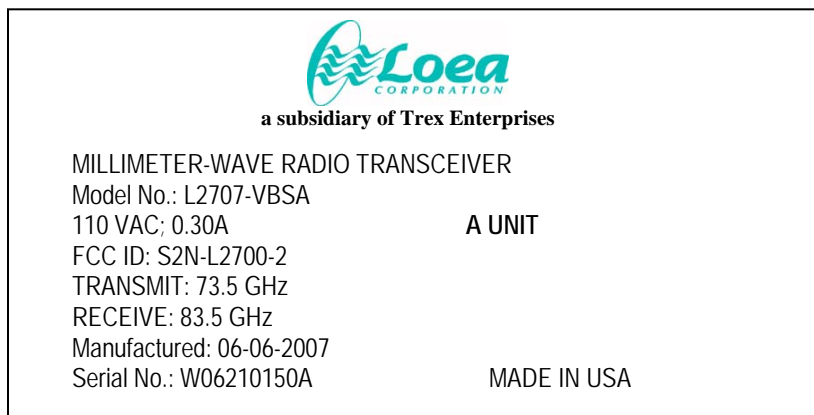 Loea
CORPORATION
a subsidiary of Trex Enterprises
MILLIMETER-WAVE RADIO TRANSCEIVER
Model No.: L2707-VBSA
110 VAC; 0.30A A UNIT
FCC ID: S2N-L2700-2
TRANSMIT: 73.5 GHz
RECEIVE: 83.5 GHz
Manufactured: 06-06-2007
Serial No.: W06210150A MADE IN USA